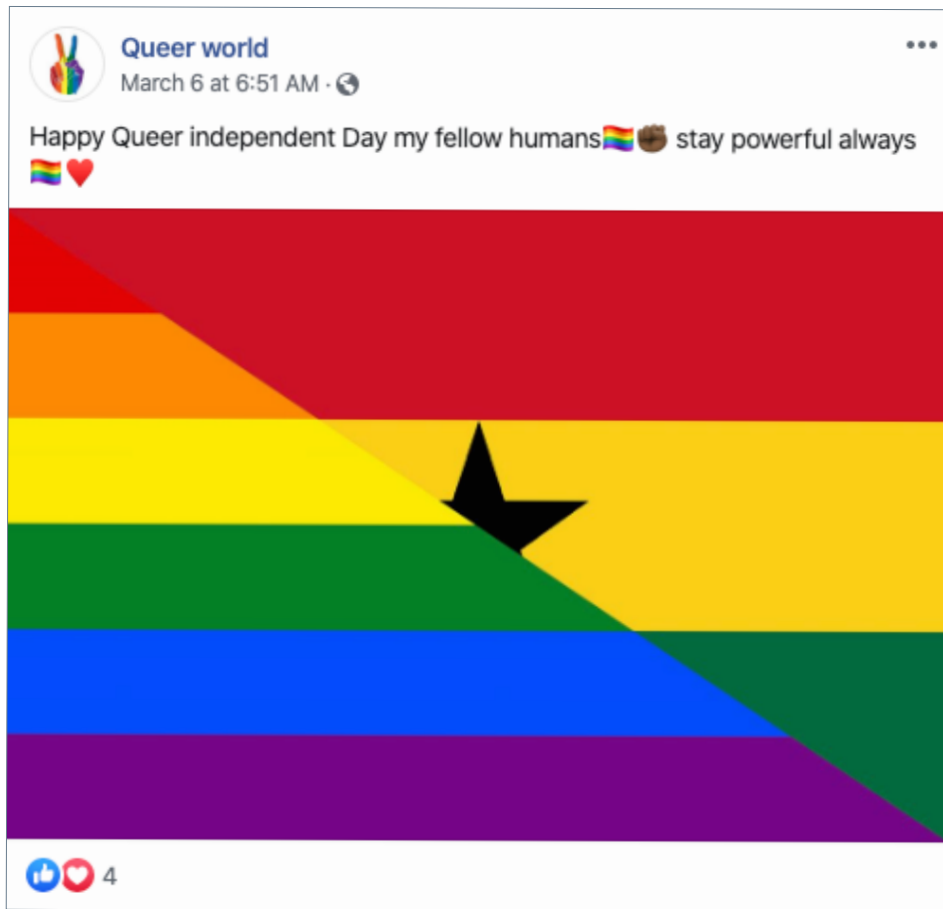 Queer world
March 6 at 6:51 AM ·
Happy Queer independent Day my fellow humans🏳️‍🌈✊🏾 stay powerful always
🏳️‍🌈❤️
4